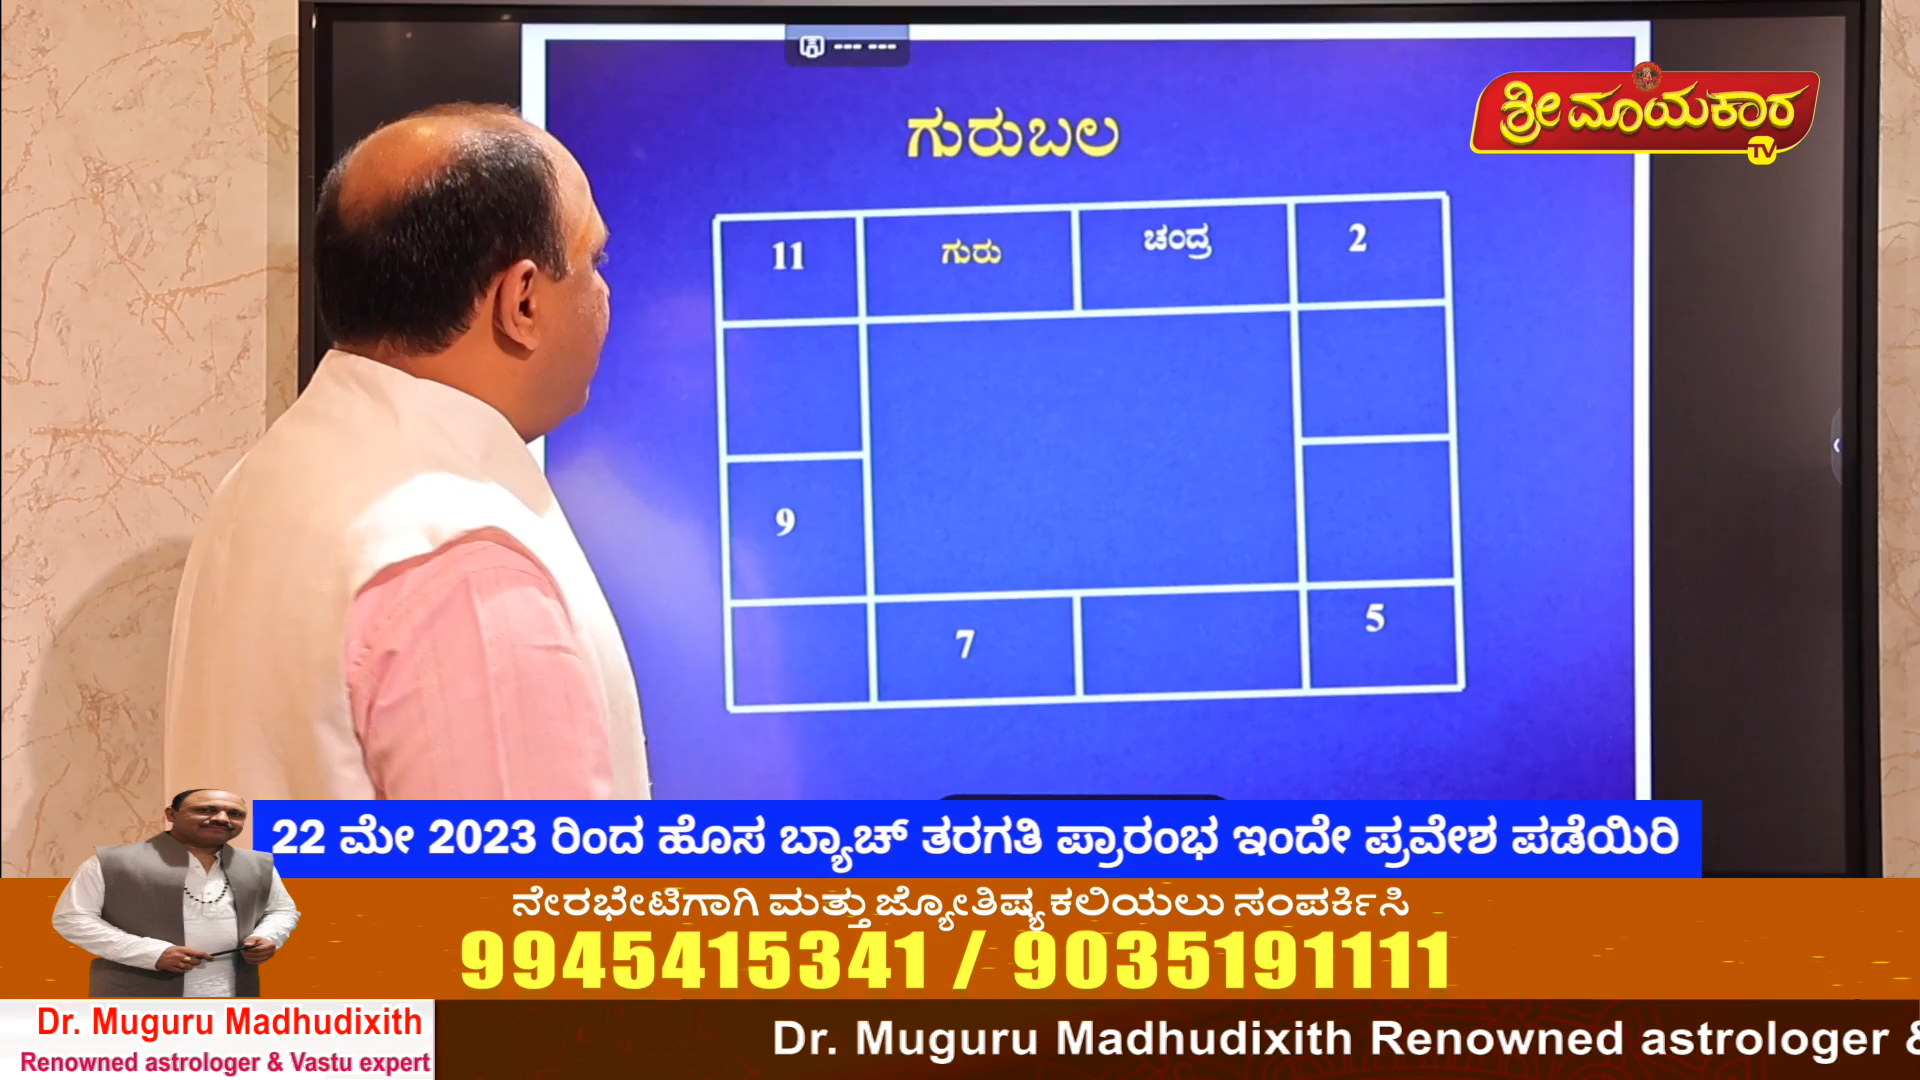 ಶ್ರೀ ಮಾಯಕಾರ
TV
ಗುರುಬಲ
11 ಗುರು ಚಂದ್ರ 2
9
7 5
22 ಮೇ 2023 ರಿಂದ ಹೊಸ ಬ್ಯಾಚ್ ತರಗತಿ ಪ್ರಾರಂಭ ಇಂದೇ ಪ್ರವೇಶ ಪಡೆಯಿರಿ
ನೇರಭೇಟಿಗಾಗಿ ಮತ್ತು ಜ್ಯೋತಿಷ್ಯ ಕಲಿಯಲು ಸಂಪರ್ಕಿಸಿ
9945415341 / 9035191111
Dr. Muguru Madhudixith
Renowned astrologer & Vastu expert
Dr. Muguru Madhudixith Renowned astrologer &